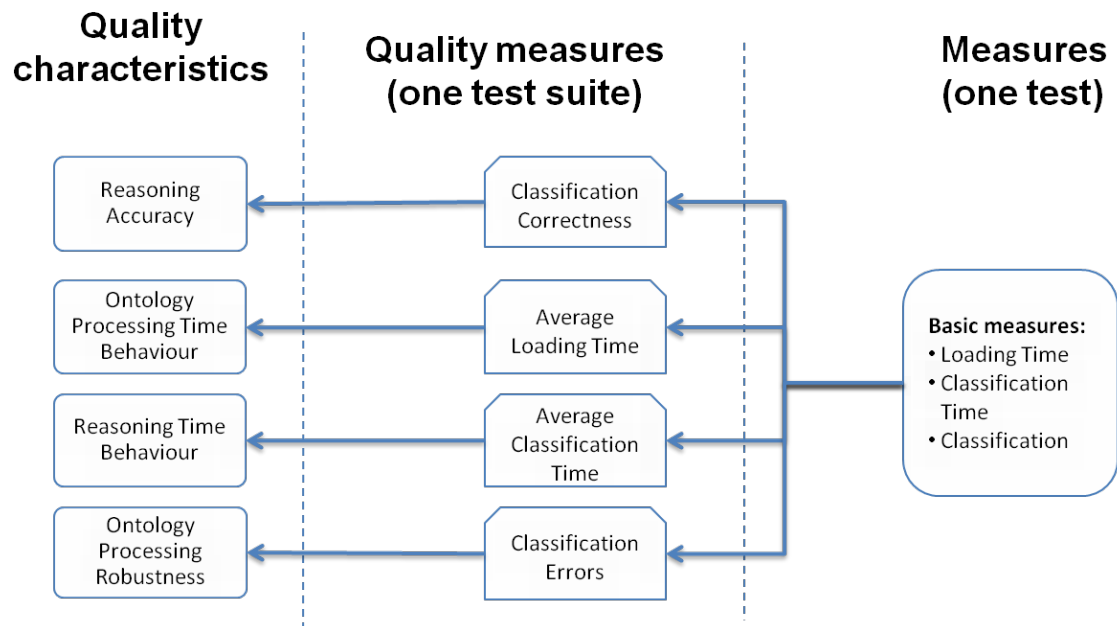 Quality
characteristics
Quality measures
(one test suite)
Measures
(one test)
Reasoning
Accuracy
Classification
Correctness
Ontology
Processing Time
Behaviour
Average
Loading Time
Reasoning Time
Behaviour
Average
Classification
Time
Ontology
Processing
Robustness
Classification
Errors
Basic measures:
• Loading Time
• Classification
Time
• Classification